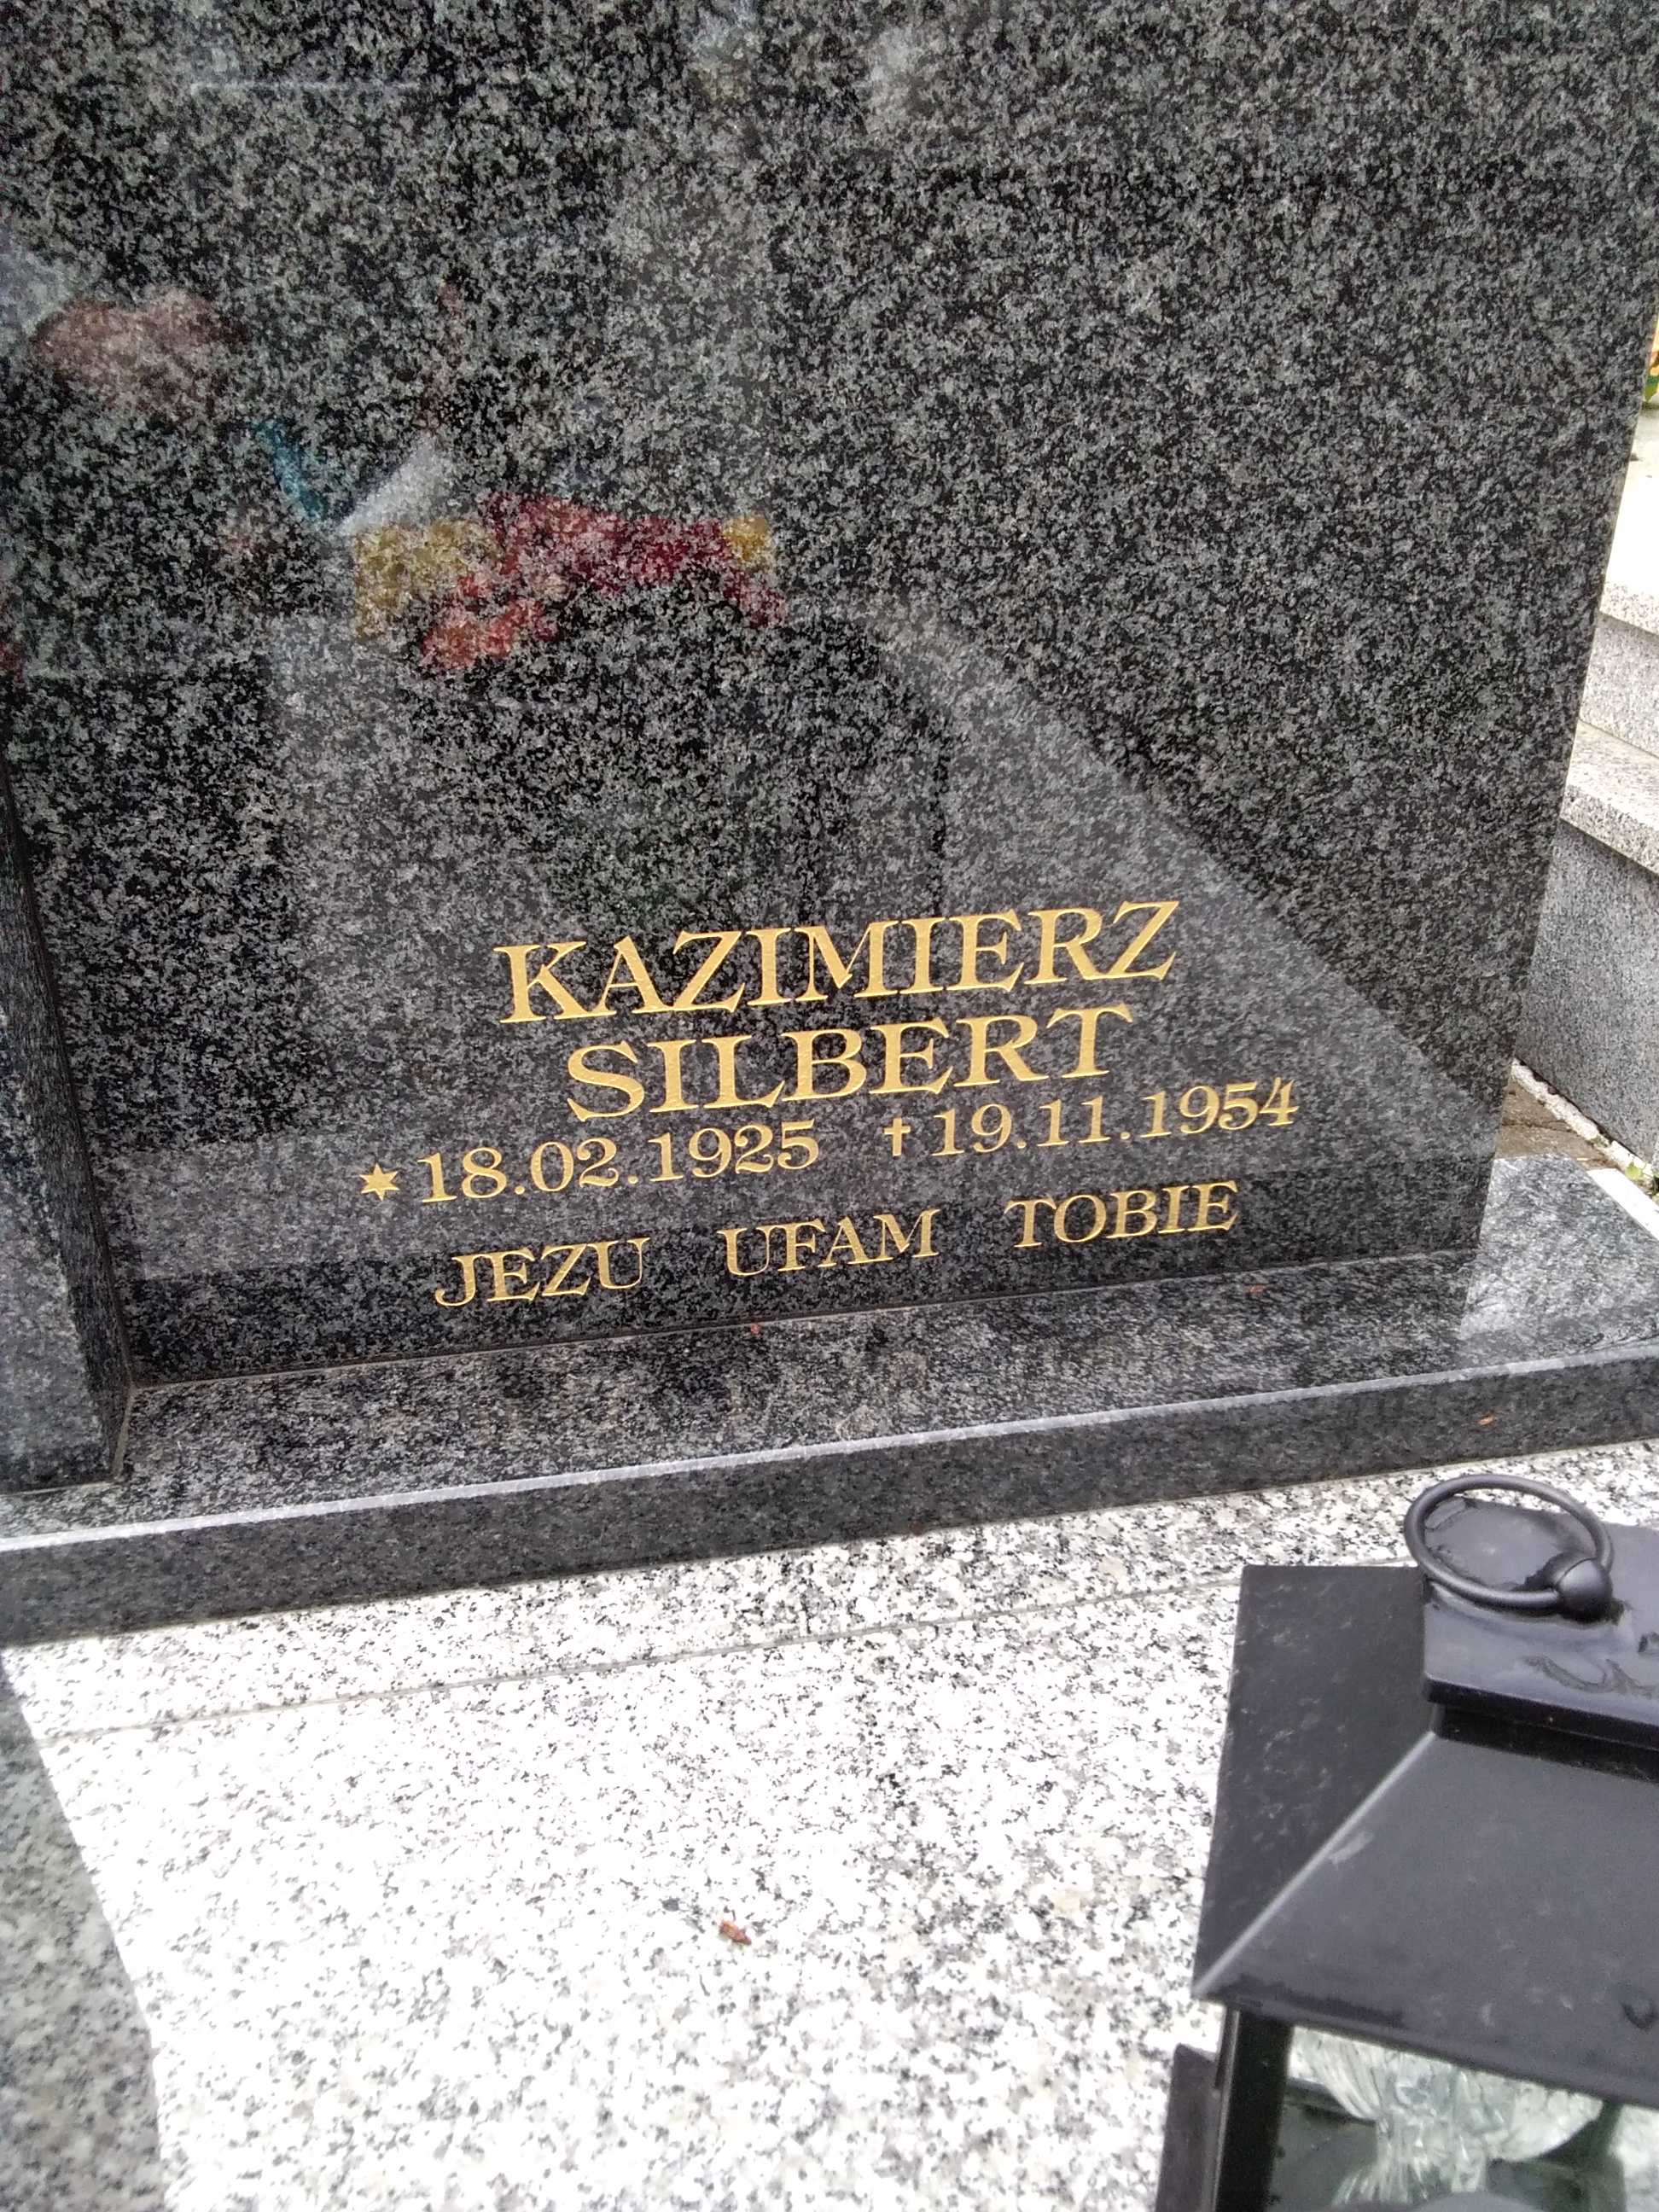 KAZIMIERZ
SILBERT
✶18.02.1925 †19.11.1954
JEZU UFAM TOBIE